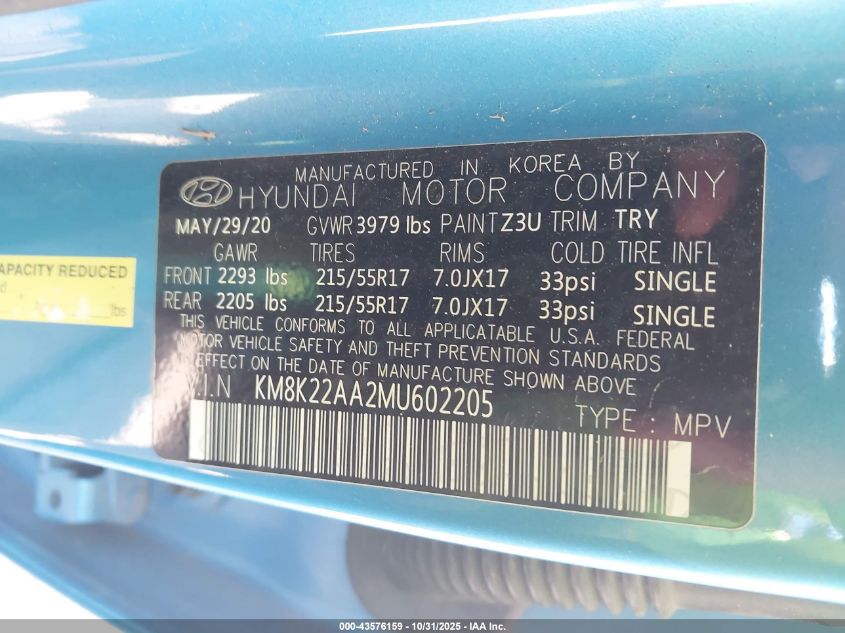 MANUFACTURED IN KOREA BY
HYUNDAI MOTOR COMPANY
MAY/29/20 GVWR 3979 lbs PAINT Z3U TRIM TRY
GAWR TIRES RIMS COLD TIRE INFL
FRONT 2293 lbs 215/55R17 7.0JX17 33psi SINGLE
REAR 2205 lbs 215/55R17 7.0JX17 33psi SINGLE
THIS VEHICLE CONFORMS TO ALL APPLICATABLE U.S.A. FEDERAL
MOTOR VEHICLE SAFETY AND THEFT PREVENTION STANDARDS
IN EFFECT ON THE DATE OF MANUFACTURE SHOWN ABOVE
V.I.N KM8K22AA2MU602205
TYPE : MPV
CAPACITY REDUCED
lbs
000-43576159 - 10/31/2025 - IAA Inc.